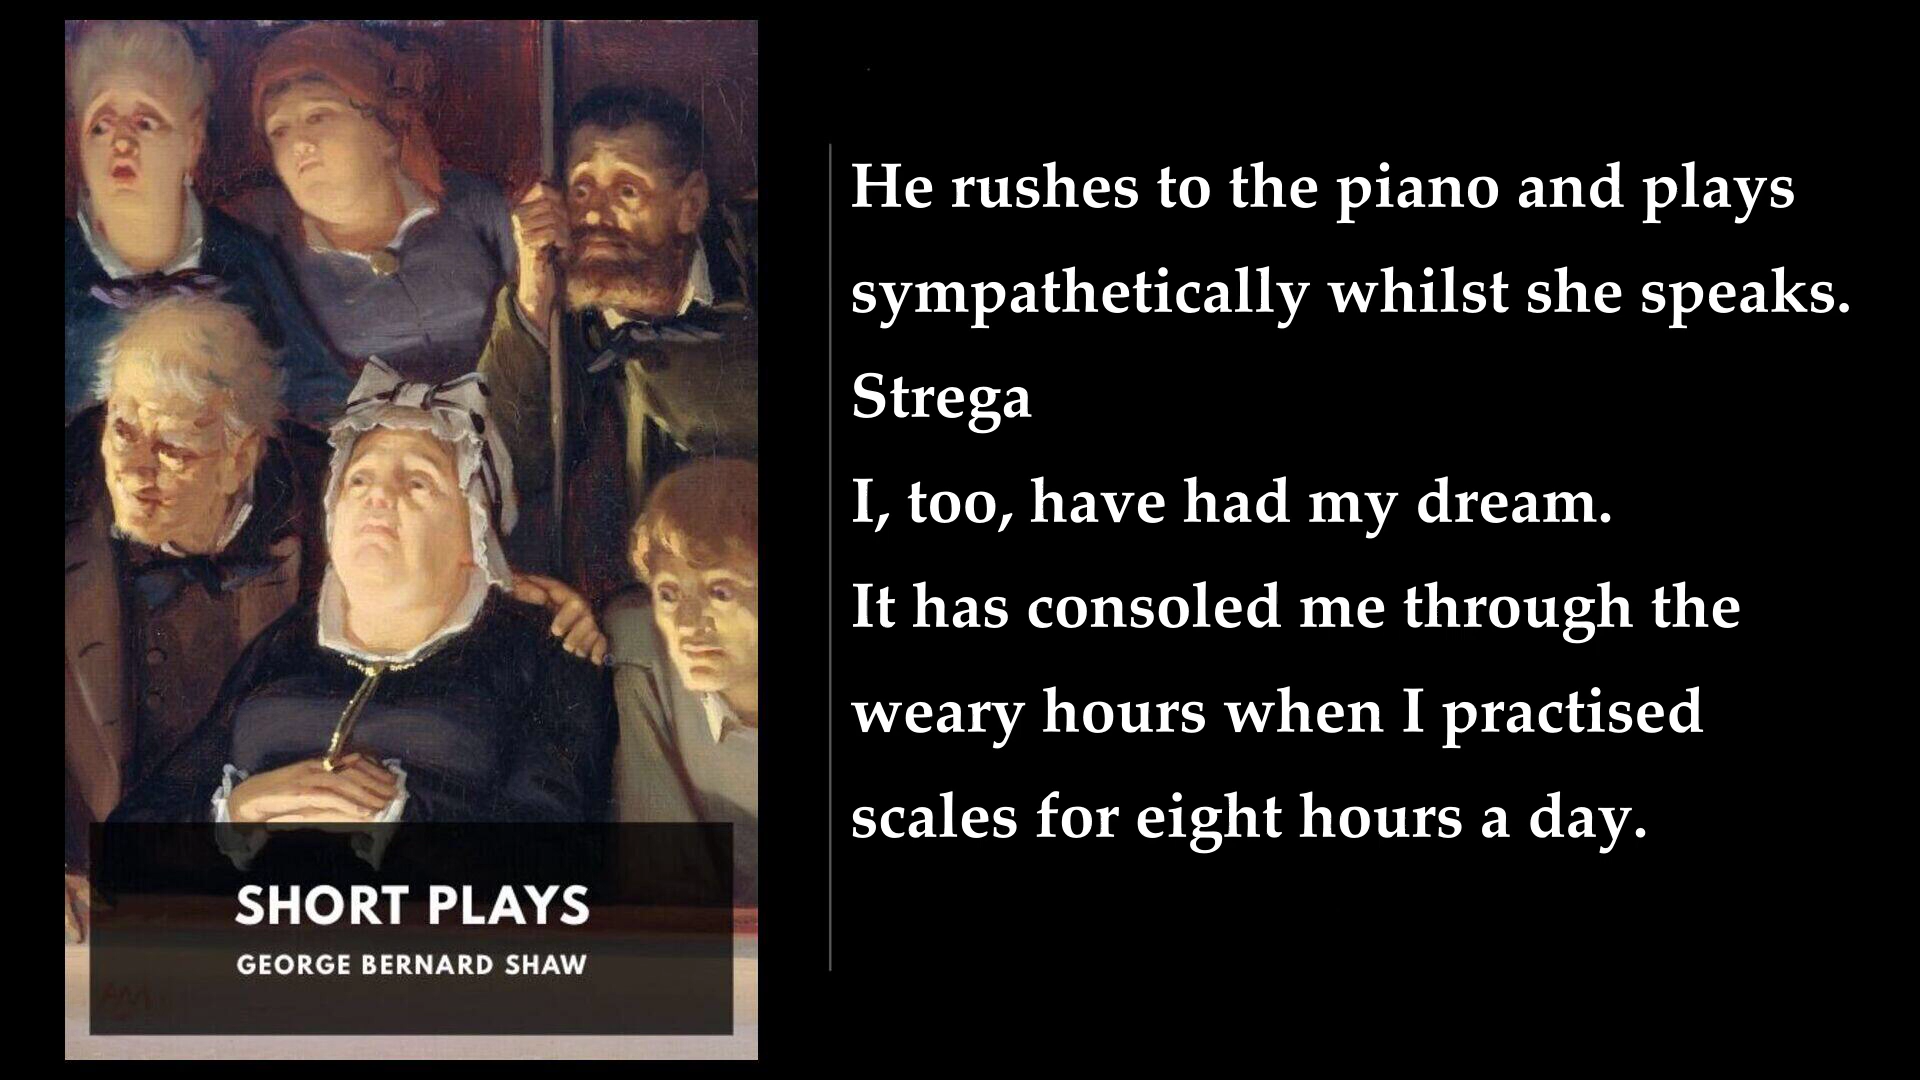 He rushes to the piano and plays
sympathetically whilst she speaks.
Strega
I, too, have had my dream.
It has consoled me through the
weary hours when I practised
scales for eight hours a day.
SHORT PLAYS
GEORGE BERNARD SHAW